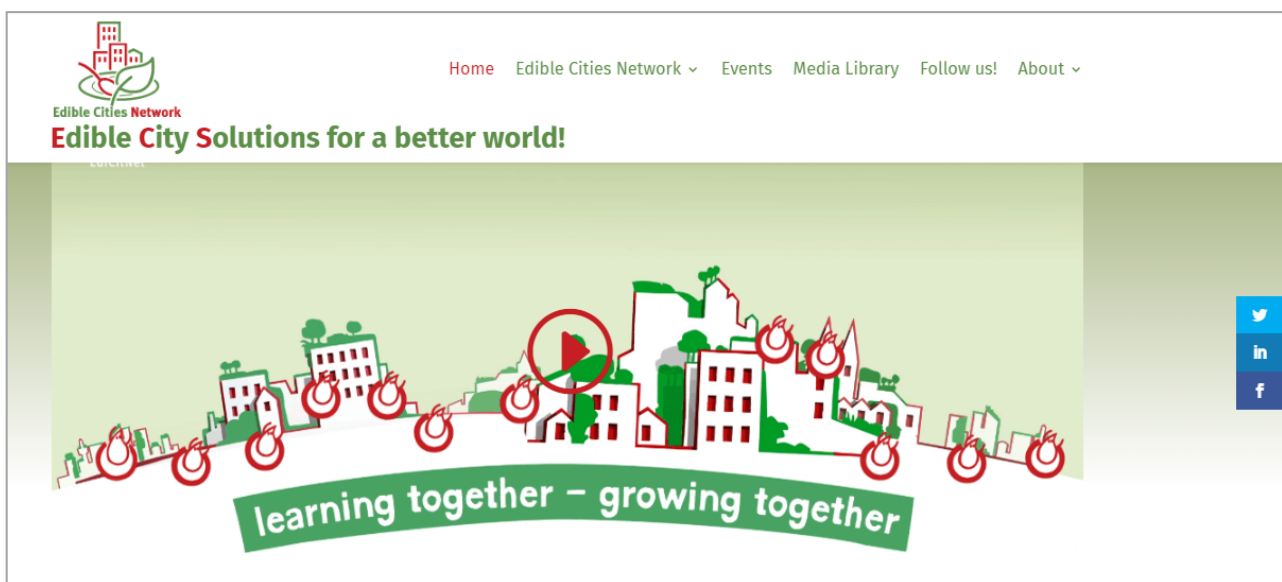 Edible Cities Network
Home Edible Cities Network Events Media Library Follow us! About
Edible City Solutions for a better world!
in
f
learning together – growing together